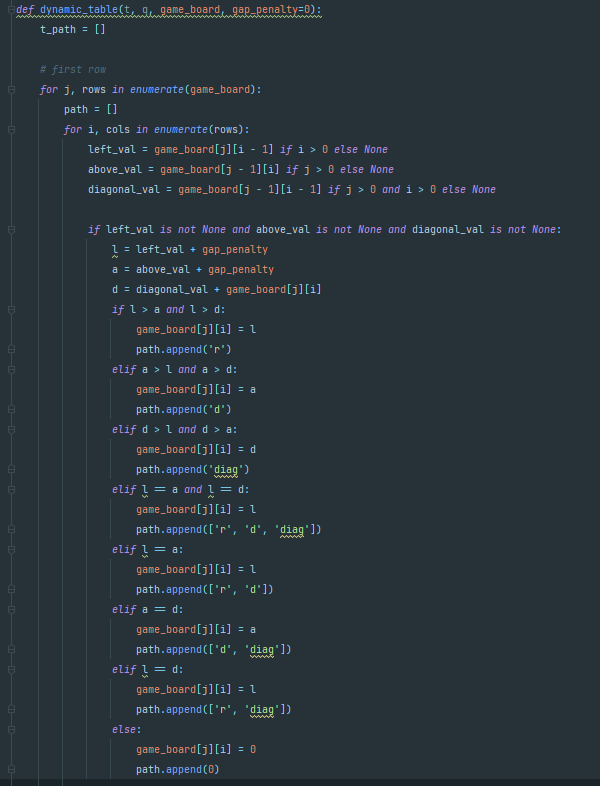 def dynamic_table(t, q, game_board, gap_penalty=0):
    t_path = []

    # first row
    for j, rows in enumerate(game_board):
        path = []
        for i, cols in enumerate(rows):
            left_val = game_board[j][i - 1] if i > 0 else None
            above_val = game_board[j - 1][i] if j > 0 else None
            diagonal_val = game_board[j - 1][i - 1] if j > 0 and i > 0 else None

            if left_val is not None and above_val is not None and diagonal_val is not None:
                l = left_val + gap_penalty
                a = above_val + gap_penalty
                d = diagonal_val + game_board[j][i]
                if l > a and l > d:
                    game_board[j][i] = l
                    path.append('r')
                elif a > l and a > d:
                    game_board[j][i] = a
                    path.append('d')
                elif d > l and d > a:
                    game_board[j][i] = d
                    path.append('diag')
                elif l == a and l == d:
                    game_board[j][i] = l
                    path.append(['r', 'd', 'diag'])
                elif l == a:
                    game_board[j][i] = l
                    path.append(['r', 'd'])
                elif a == d:
                    game_board[j][i] = a
                    path.append(['d', 'diag'])
                elif l == d:
                    game_board[j][i] = l
                    path.append(['r', 'diag'])
                else:
                    game_board[j][i] = 0
                    path.append(0)